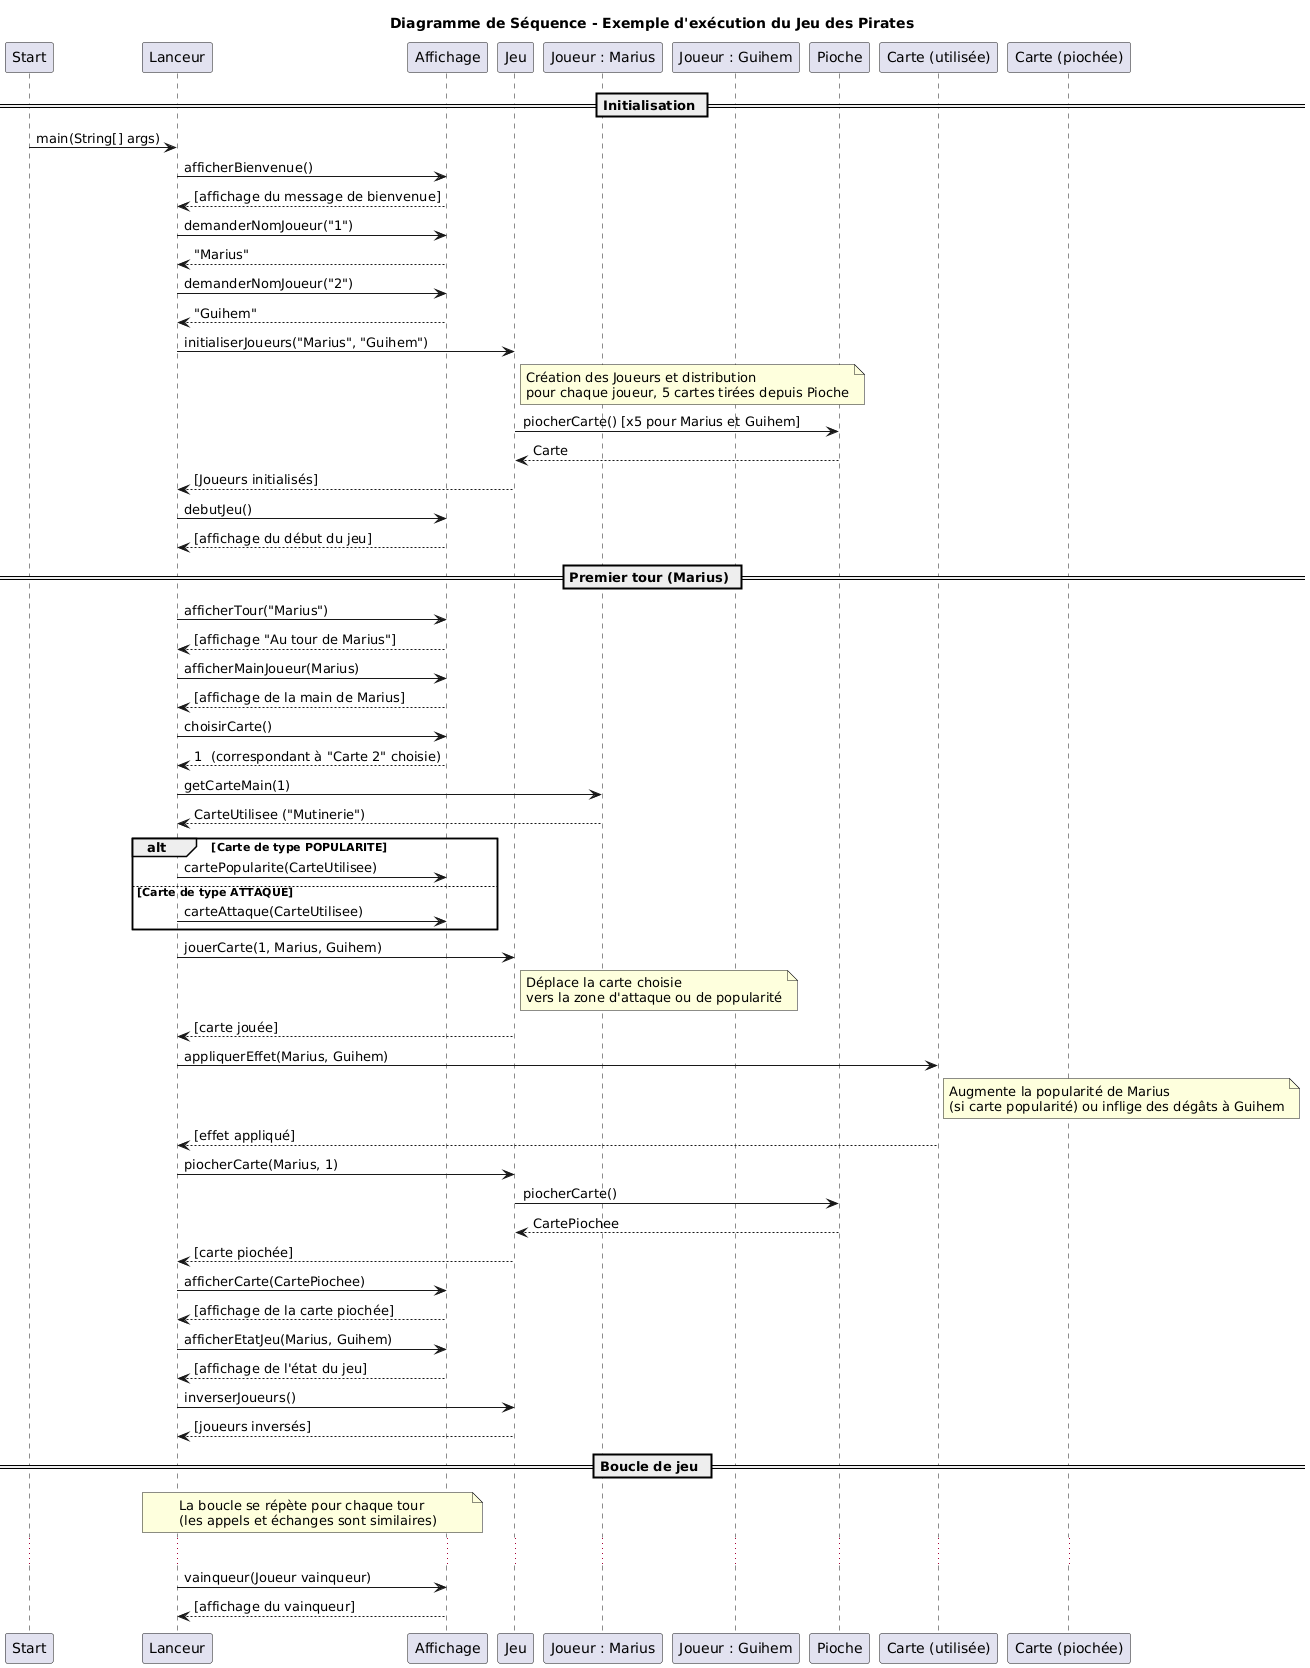 Diagramme de Séquence - Exemple d'exécution du Jeu des Pirates
Start
Lanceur
Affichage
Jeu
Joueur : Marius
Joueur : Guihem
Pioche
Carte (utilisée)
Carte (piochée)
Initialisation
main(String[] args)
afficherBienvenue()
[affichage du message de bienvenue]
demanderNomJoueur("1")
"Marius"
demanderNomJoueur("2")
"Guihem"
initialiserJoueurs("Marius", "Guihem")
Création des Joueurs et distribution
pour chaque joueur, 5 cartes tirées depuis Pioche
piocherCarte() [x5 pour Marius et Guihem]
Carte
[Joueurs initialisés]
debutJeu()
[affichage du début du jeu]
Premier tour (Marius)
afficherTour("Marius")
[affichage "Au tour de Marius"]
afficherMainJoueur(Marius)
[affichage de la main de Marius]
choisirCarte()
1  (correspondant à "Carte 2" choisie)
getCarteMain(1)
CarteUtilisee ("Mutinerie")
alt
[Carte de type POPULARITE]
cartePopularite(CarteUtilisee)
[Carte de type ATTAQUE]
carteAttaque(CarteUtilisee)
jouerCarte(1, Marius, Guihem)
Déplace la carte choisie
vers la zone d'attaque ou de popularité
[carte jouée]
appliquerEffet(Marius, Guihem)
Augmente la popularité de Marius
(si carte popularité) ou inflige des dégâts à Guihem
[effet appliqué]
piocherCarte(Marius, 1)
piocherCarte()
CartePiochee
[carte piochée]
afficherCarte(CartePiochee)
[affichage de la carte piochée]
afficherEtatJeu(Marius, Guihem)
[affichage de l'état du jeu]
inverserJoueurs()
[joueurs inversés]
Boucle de jeu
La boucle se répète pour chaque tour
(les appels et échanges sont similaires)
vainqueur(Joueur vainqueur)
[affichage du vainqueur]
Start
Lanceur
Affichage
Jeu
Joueur : Marius
Joueur : Guihem
Pioche
Carte (utilisée)
Carte (piochée)